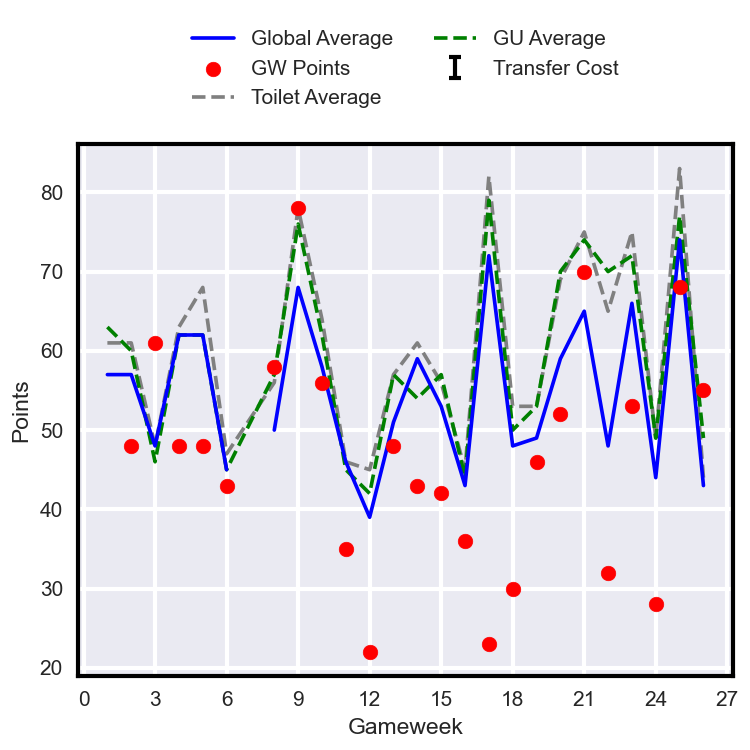 Global Average
GW Points
Toilet Average
GU Average
Transfer Cost
Points
80
70
60
50
40
30
20
0 3 6 9 12 15 18 21 24 27
Gameweek